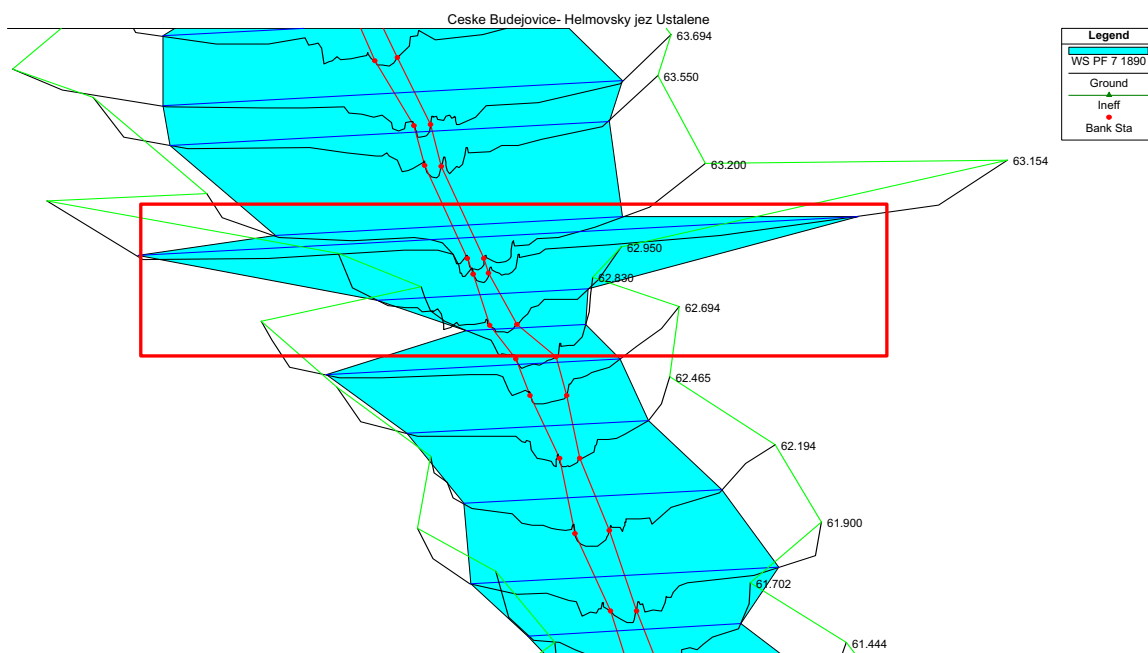 Ceske Budejovice- Helmovsky jez Ustalene
Legend
WS PF 7 1890
Ground
Ineff
Bank Sta
63.694
63.550
63.200
63.154
62.950
62.830
62.694
62.465
62.194
61.900
61.702
61.444